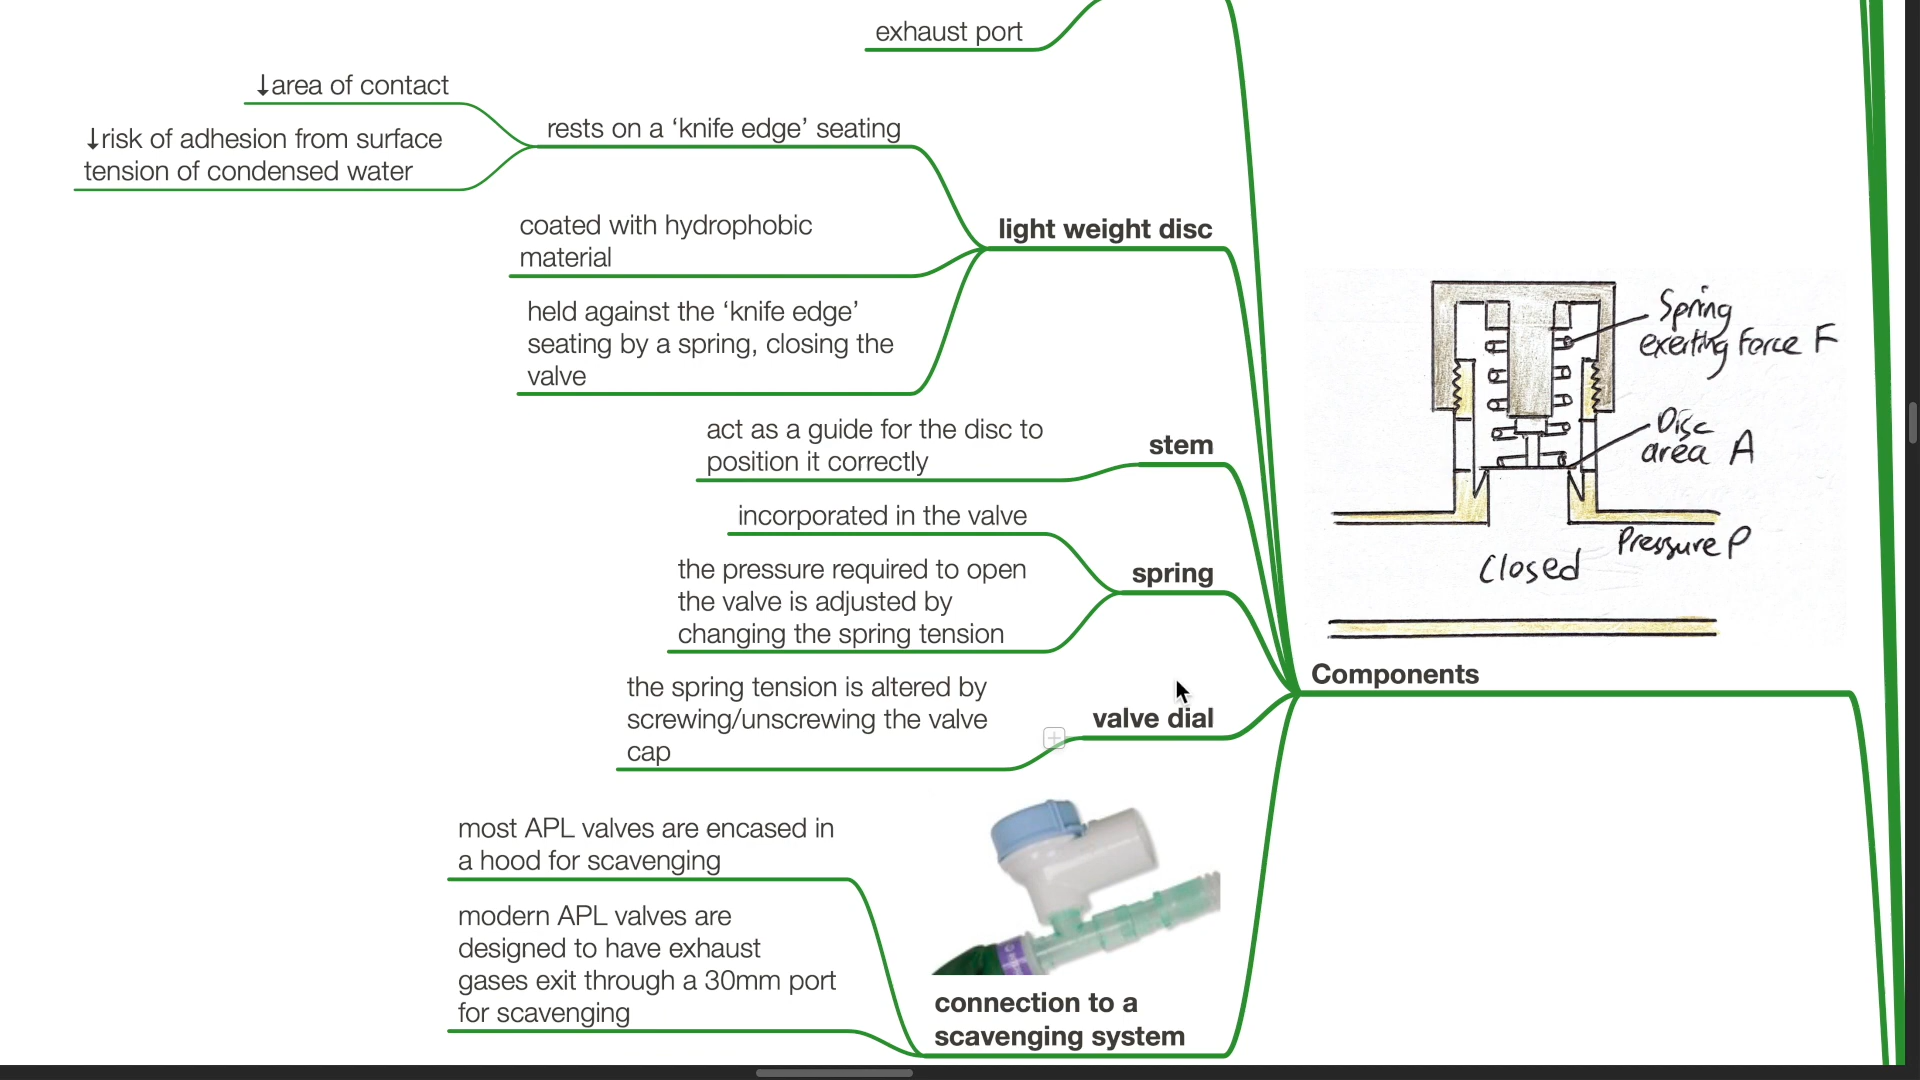 exhaust port
↓area of contact
↓risk of adhesion from surface
tension of condensed water
rests on a ‘knife edge’ seating
coated with hydrophobic
material
held against the ‘knife edge’
seating by a spring, closing the
valve
light weight disc
act as a guide for the disc to
position it correctly
stem
incorporated in the valve
the pressure required to open
the valve is adjusted by
changing the spring tension
spring
the spring tension is altered by
screwing/unscrewing the valve
cap
valve dial
most APL valves are encased in
a hood for scavenging
modern APL valves are
designed to have exhaust
gases exit through a 30mm port
for scavenging
connection to a
scavenging system
Spring
exerting Force F
Disc
area A
Pressure P
Closed
Components